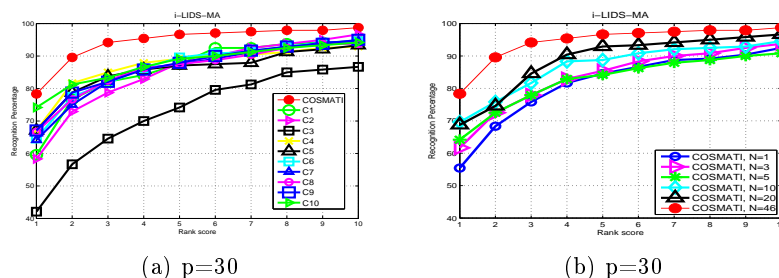 i-LIDS-MA
Recognition Percentage
100
90
80
70
60
50
40
1 2 3 4 5 6 7 8 9 10
Rank score
COSMATI
C1
C2
C3
C4
C5
C6
C7
C8
C9
C10
(a) p=30
i-LIDS-MA
Recognition Percentage
100
90
80
70
60
50
40
1 2 3 4 5 6 7 8 9 1
Rank score
COSMATI, N=1
COSMATI, N=3
COSMATI, N=5
COSMATI, N=10
COSMATI, N=20
COSMATI, N=46
(b) p=30